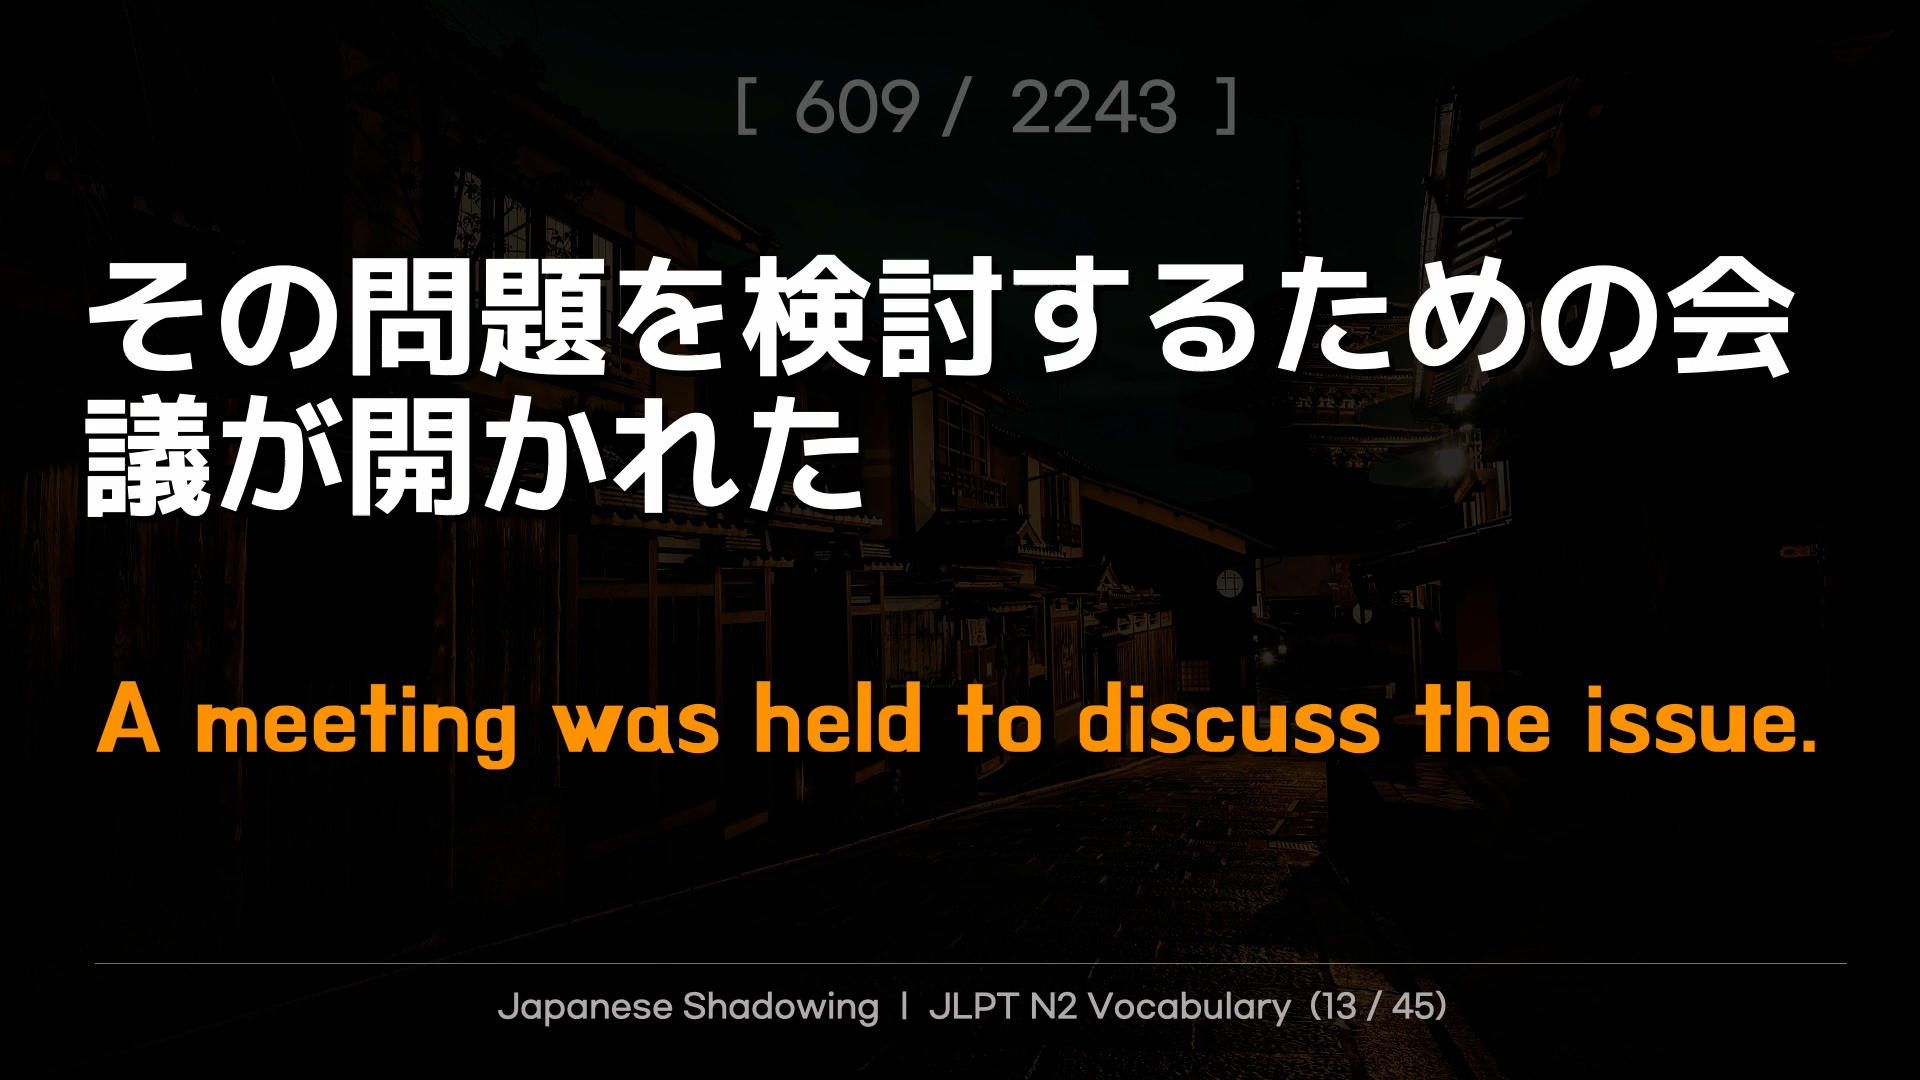 [ 609 / 2243 ]
その問題を検討するための会
議が開かれた
A meeting was held to discuss the issue.
Japanese Shadowing | JLPT N2 Vocabulary (13 / 45)